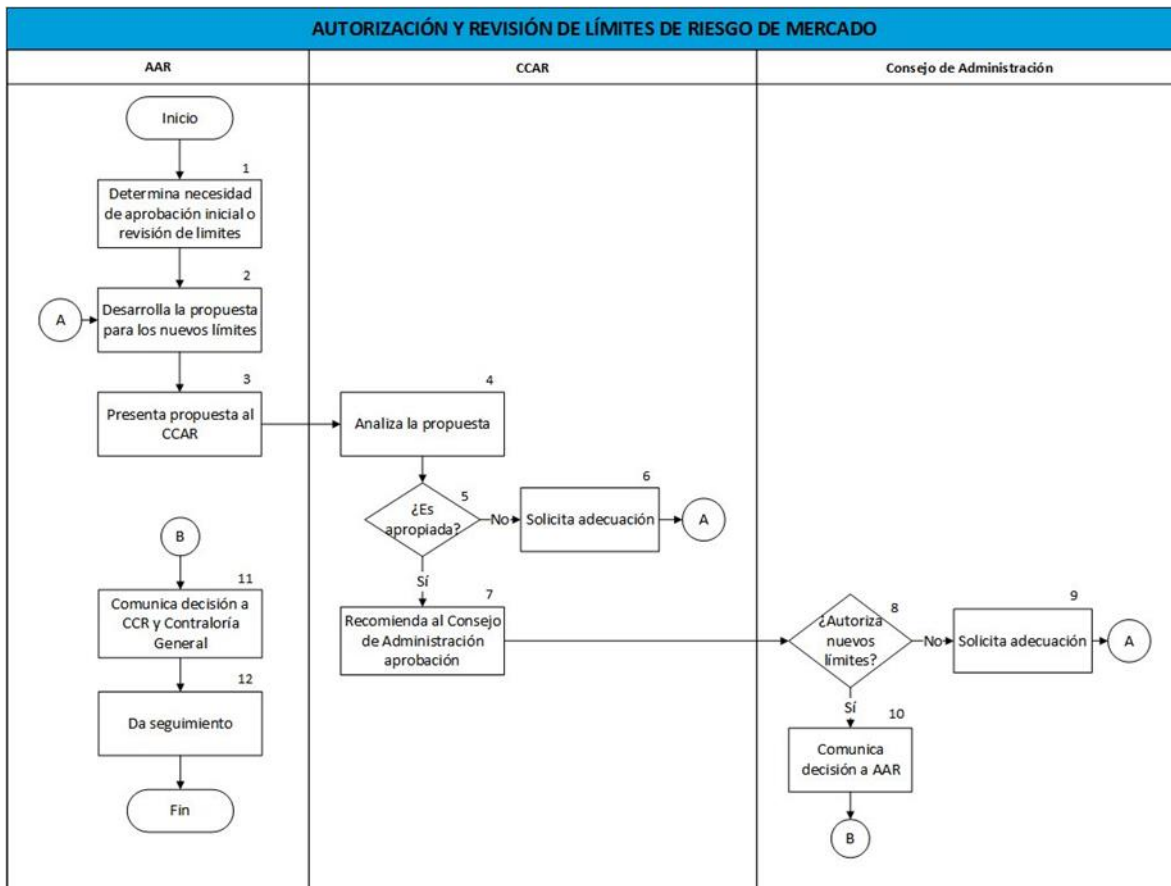 AUTORIZACIÓN Y REVISIÓN DE LÍMITES DE RIESGO DE MERCADO
AAR
CCAR
Consejo de Administración
Inicio
1
Determina necesidad
de aprobación inicial o
revisión de limites
2
A
Desarrolla la propuesta
para los nuevos límites
3
Presenta propuesta al
CCAR
4
Analiza la propuesta
5
¿Es
apropiada?
No
6
Solicita adecuación
A
Sí
7
Recomienda al Consejo
de Administración
aprobación
8
¿Autoriza
nuevos
límites?
No
9
Solicita adecuación
A
Sí
10
Comunica
decisión a AAR
B
B
11
Comunica decisión a
CCR y Contraloría
General
12
Da seguimiento
Fin